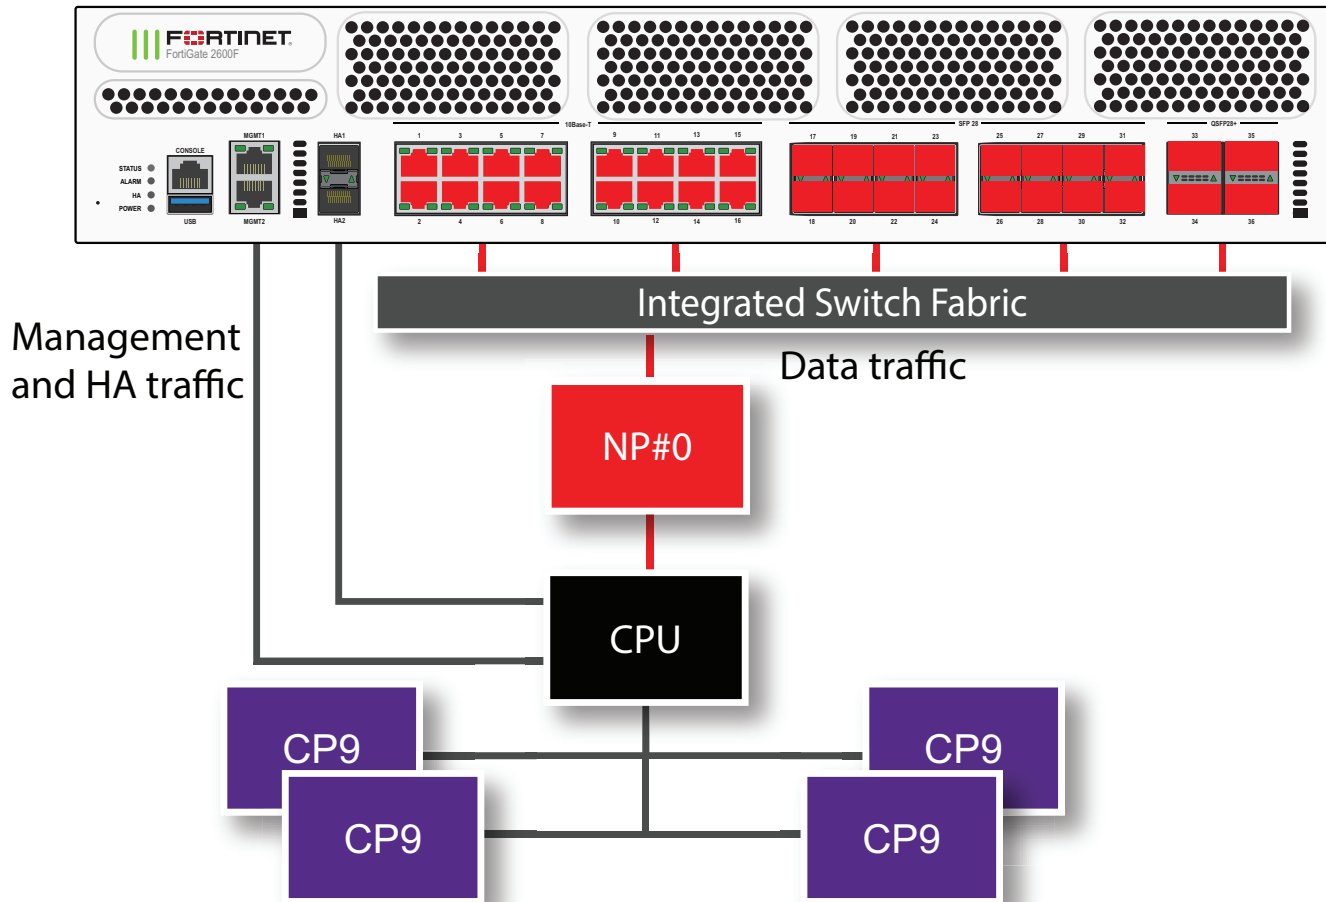 FORTINET
FortiGate 2600F
10Base-T SFP 28 QSFP28+
MGMT1 HA1 1 3 5 7 9 11 13 15 17 19 21 23 25 27 29 31 33 35
CONSOLE
STATUS
ALARM
HA
POWER
USB MGMT2 HA2 2 4 6 8 10 12 14 16 18 20 22 24 26 28 30 32 34 36
Integrated Switch Fabric
Management
and HA traffic
Data traffic
NP#0
CPU
CP9
CP9
CP9
CP9